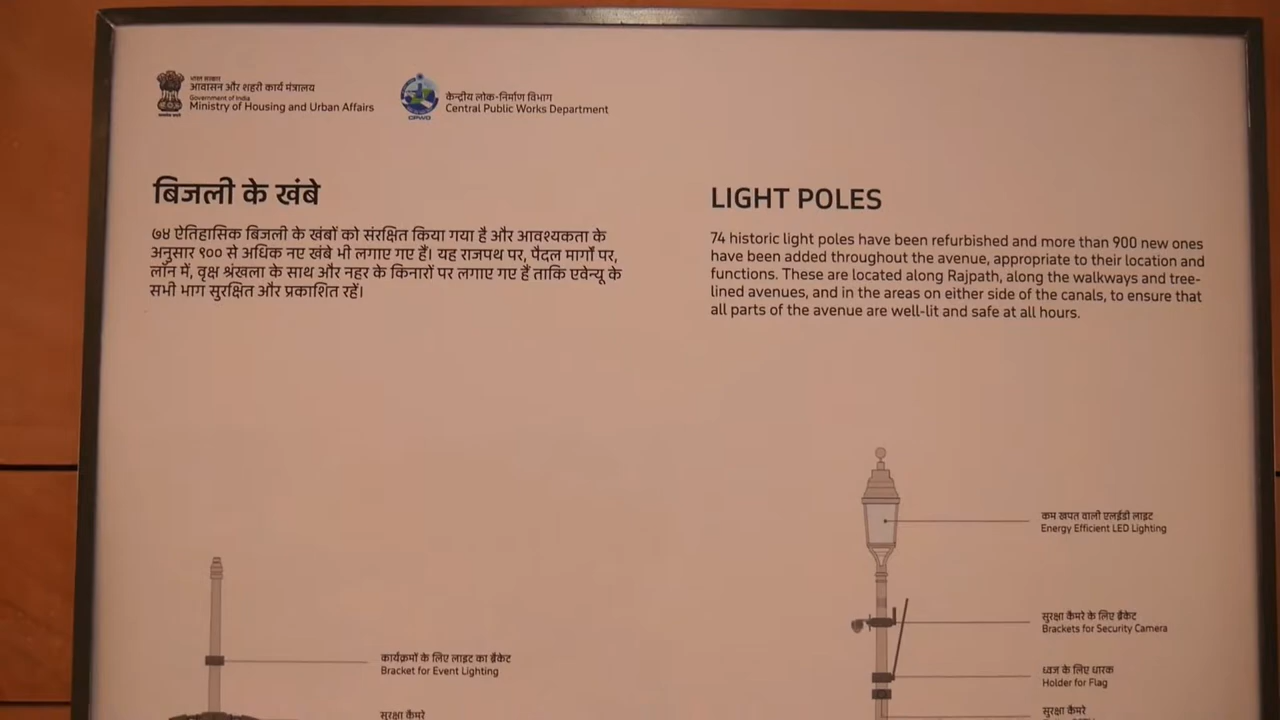 भारत सरकार
आवासन और शहरी कार्य मंत्रालय
Government of India
Ministry of Housing and Urban Affairs
CPWD
केन्द्रीय लोक-निर्माण विभाग
Central Public Works Department
बिजली के खंबे
७४ ऐतिहासिक बिजली के खंबों को संरक्षित किया गया है और आवश्यकता के
अनुसार ९०० से अधिक नए खंबे भी लगाए गए हैं। यह राजपथ पर, पैदल मार्गों पर,
लॉन में, वृक्ष श्रंखला के साथ और नहर के किनारों पर लगाए गए हैं ताकि एवेन्यू के
सभी भाग सुरक्षित और प्रकाशित रहें।
LIGHT POLES
74 historic light poles have been refurbished and more than 900 new ones
have been added throughout the avenue, appropriate to their location and
functions. These are located along Rajpath, along the walkways and tree-
lined avenues, and in the areas on either side of the canals, to ensure that
all parts of the avenue are well-lit and safe at all hours.
कार्यक्रमों के लिए लाइट का ब्रैकेट
Bracket for Event Lighting
सुरक्षा कैमरे
कम खपत वाली एलईडी लाइट
Energy Efficient LED Lighting
सुरक्षा कैमरे के लिए ब्रैकेट
Brackets for Security Camera
ध्वज के लिए धारक
Holder for Flag
सुरक्षा कैमरे